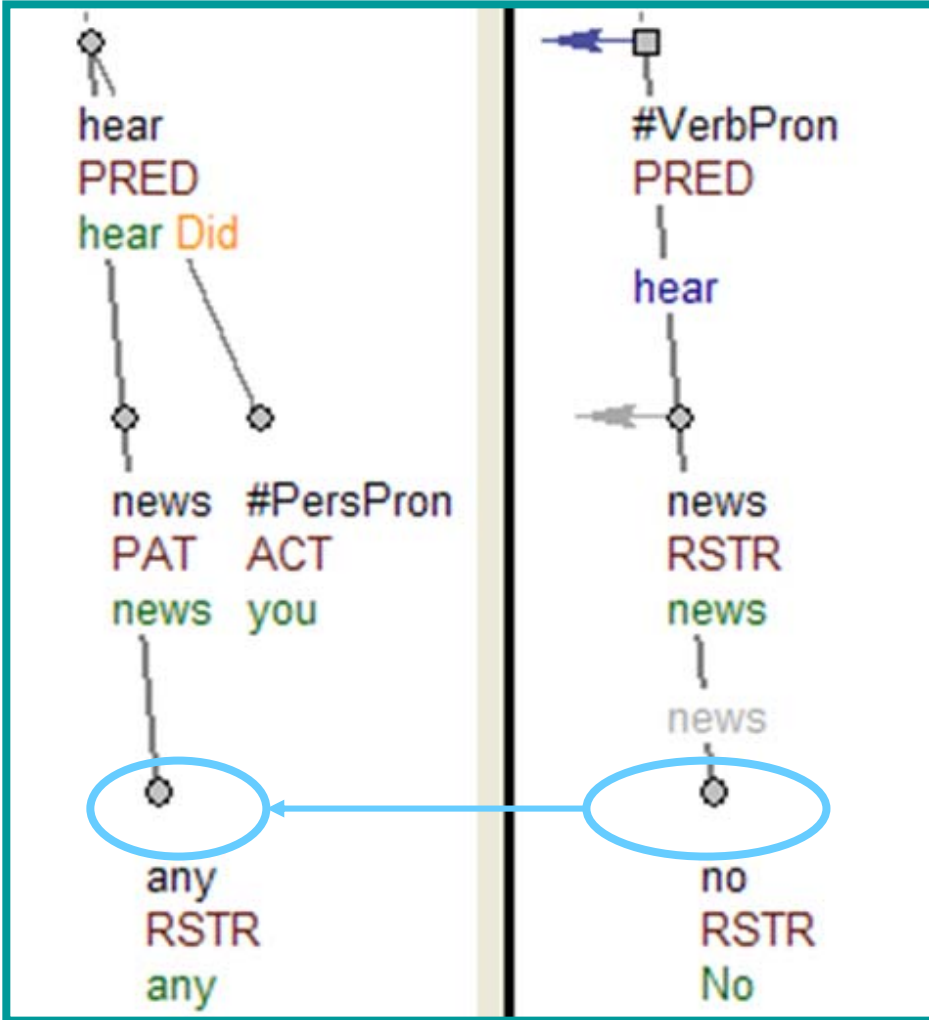 hear
PRED
hear Did
news #PersPron
PAT ACT
news you
any
RSTR
any
#VerbPron
PRED
hear
news
RSTR
news
news
no
RSTR
No